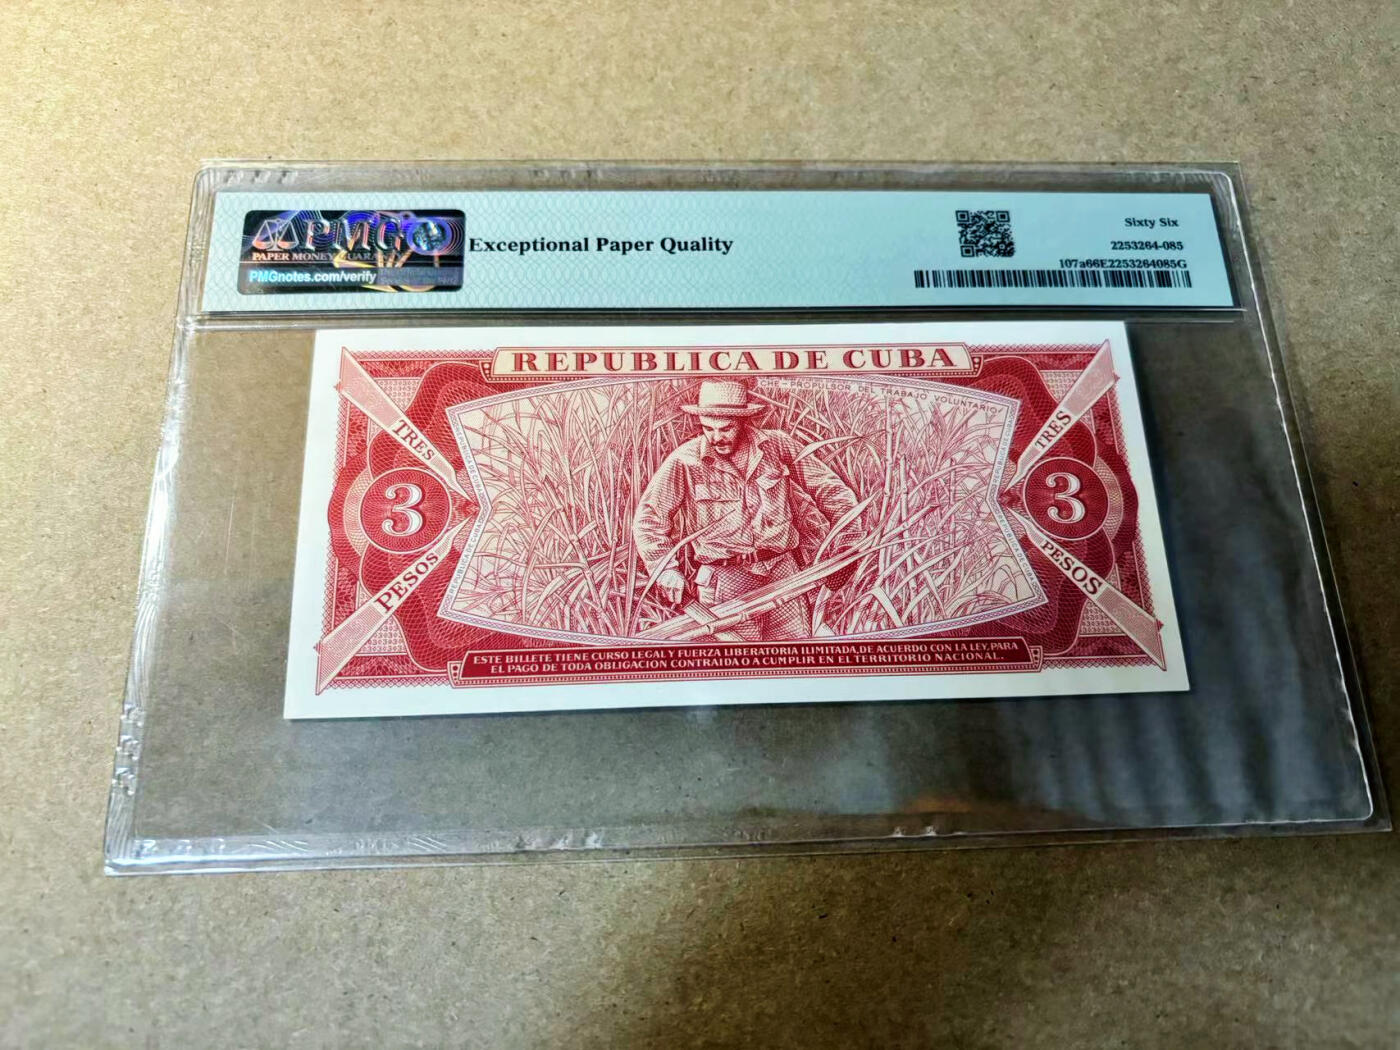 PMG
PAPER MONEY GUARANTY
PMGnotes.com/verify
Exceptional Paper Quality
Sixty Six
2253264-085
107a66E2253264085G
REPUBLICA DE CUBA
CHE - PROPULSOR DEL TRABAJO VOLUNTARIO
TRES
TRES
3
3
PESOS
PESOS
ESTE BILLETE TIENE CURSO LEGAL Y FUERZA LIBERATORIA ILIMITADA, DE ACUERDO CON LA LEY, PARA
EL PAGO DE TODA OBLIGACION CONTRAIDA O A CUMPLIR EN EL TERRITORIO NACIONAL.